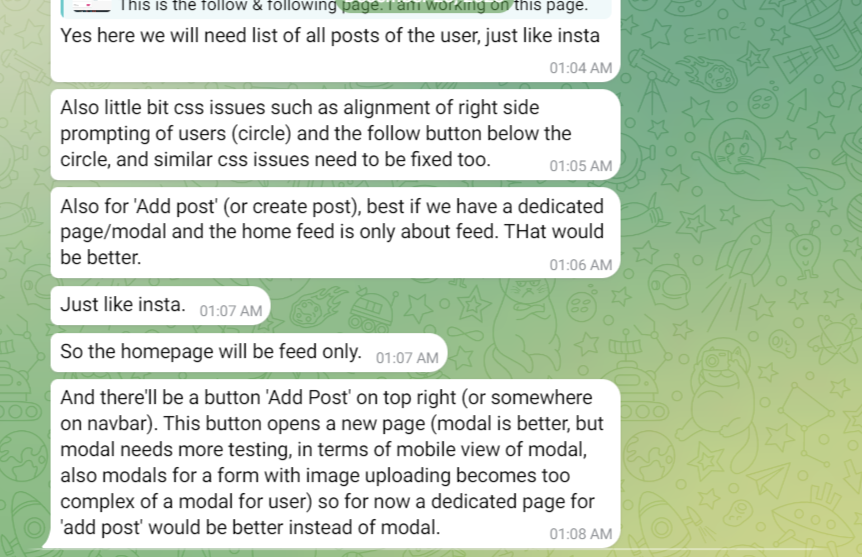 This is the follow & following page. I am working on this page.
Yes here we will need list of all posts of the user, just like insta
01:04 AM
Also little bit css issues such as alignment of right side
prompting of users (circle) and the follow button below the
circle, and similar css issues need to be fixed too.
01:05 AM
Also for 'Add post' (or create post), best if we have a dedicated
page/modal and the home feed is only about feed. THat would
be better.
01:06 AM
Just like insta.
01:07 AM
So the homepage will be feed only.
01:07 AM
And there'll be a button 'Add Post' on top right (or somewhere
on navbar). This button opens a new page (modal is better, but
modal needs more testing, in terms of mobile view of modal,
also modals for a form with image uploading becomes too
complex of a modal for user) so for now a dedicated page for
'add post' would be better instead of modal.
01:08 AM
E=mc²